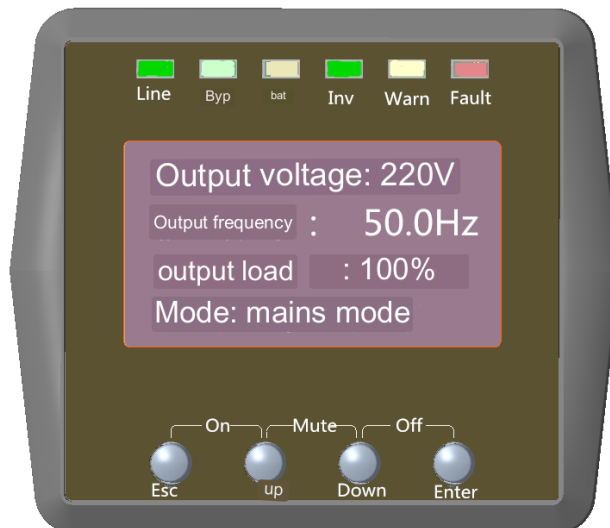 Line Byp bat Inv Warn Fault
Output voltage: 220V
Output frequency : 50.0Hz
output load : 100%
Mode: mains mode
On Mute Off
Esc up Down Enter